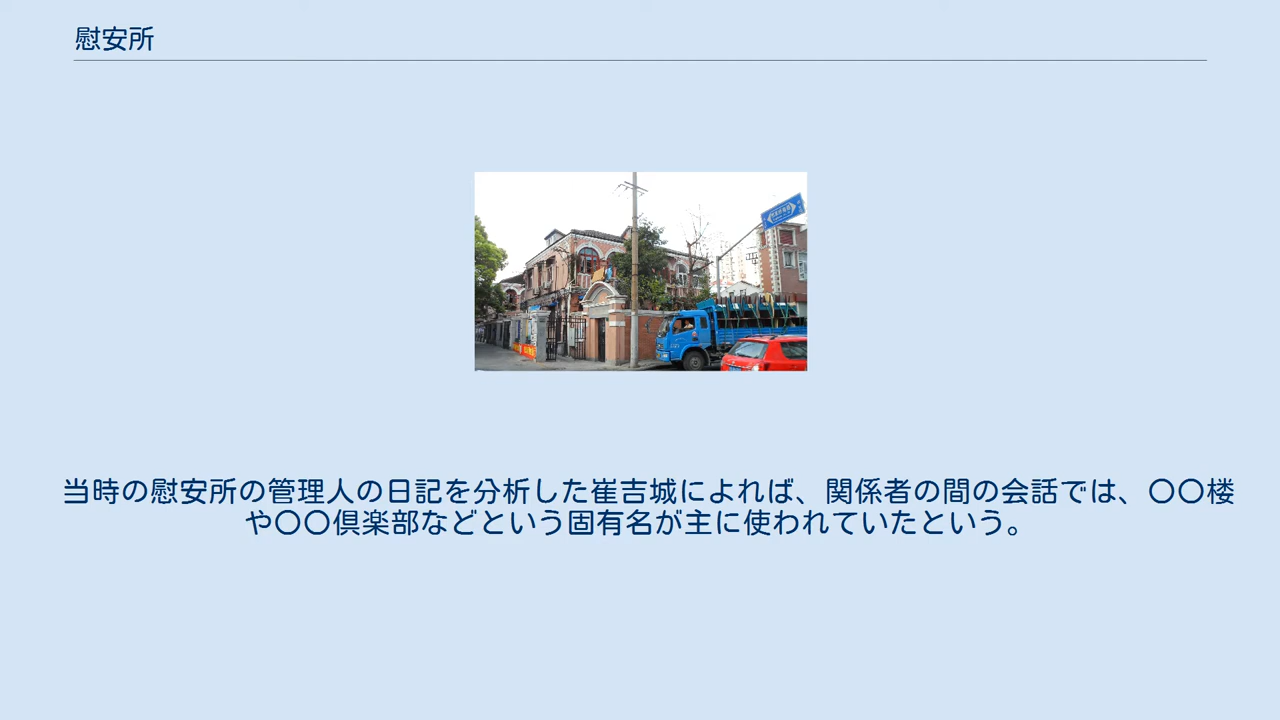 慰安所
当時の慰安所の管理人の日記を分析した崔吉城によれば、関係者の間の会話では、〇〇楼
や〇〇倶楽部などという固有名が主に使われていたという。